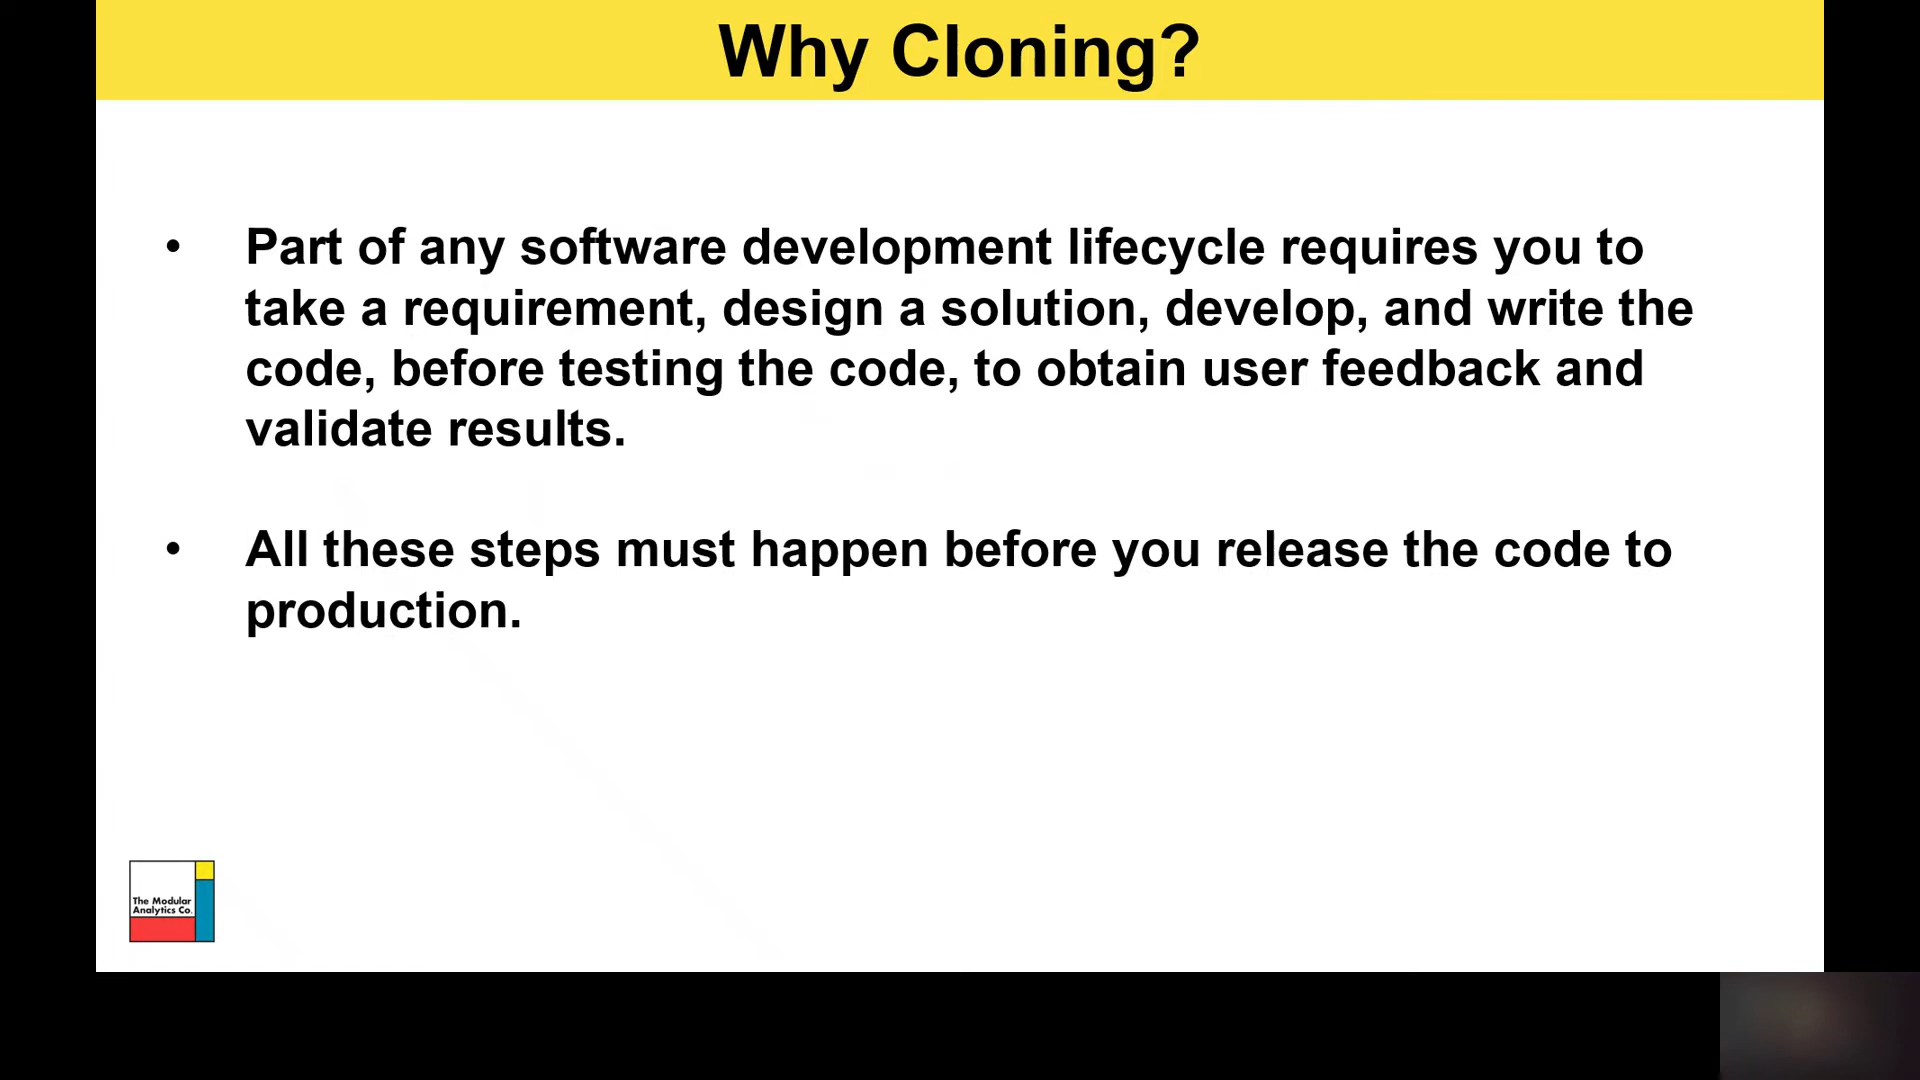 Why Cloning?
• Part of any software development lifecycle requires you to
take a requirement, design a solution, develop, and write the
code, before testing the code, to obtain user feedback and
validate results.
• All these steps must happen before you release the code to
production.
The Modular
Analytics Co.